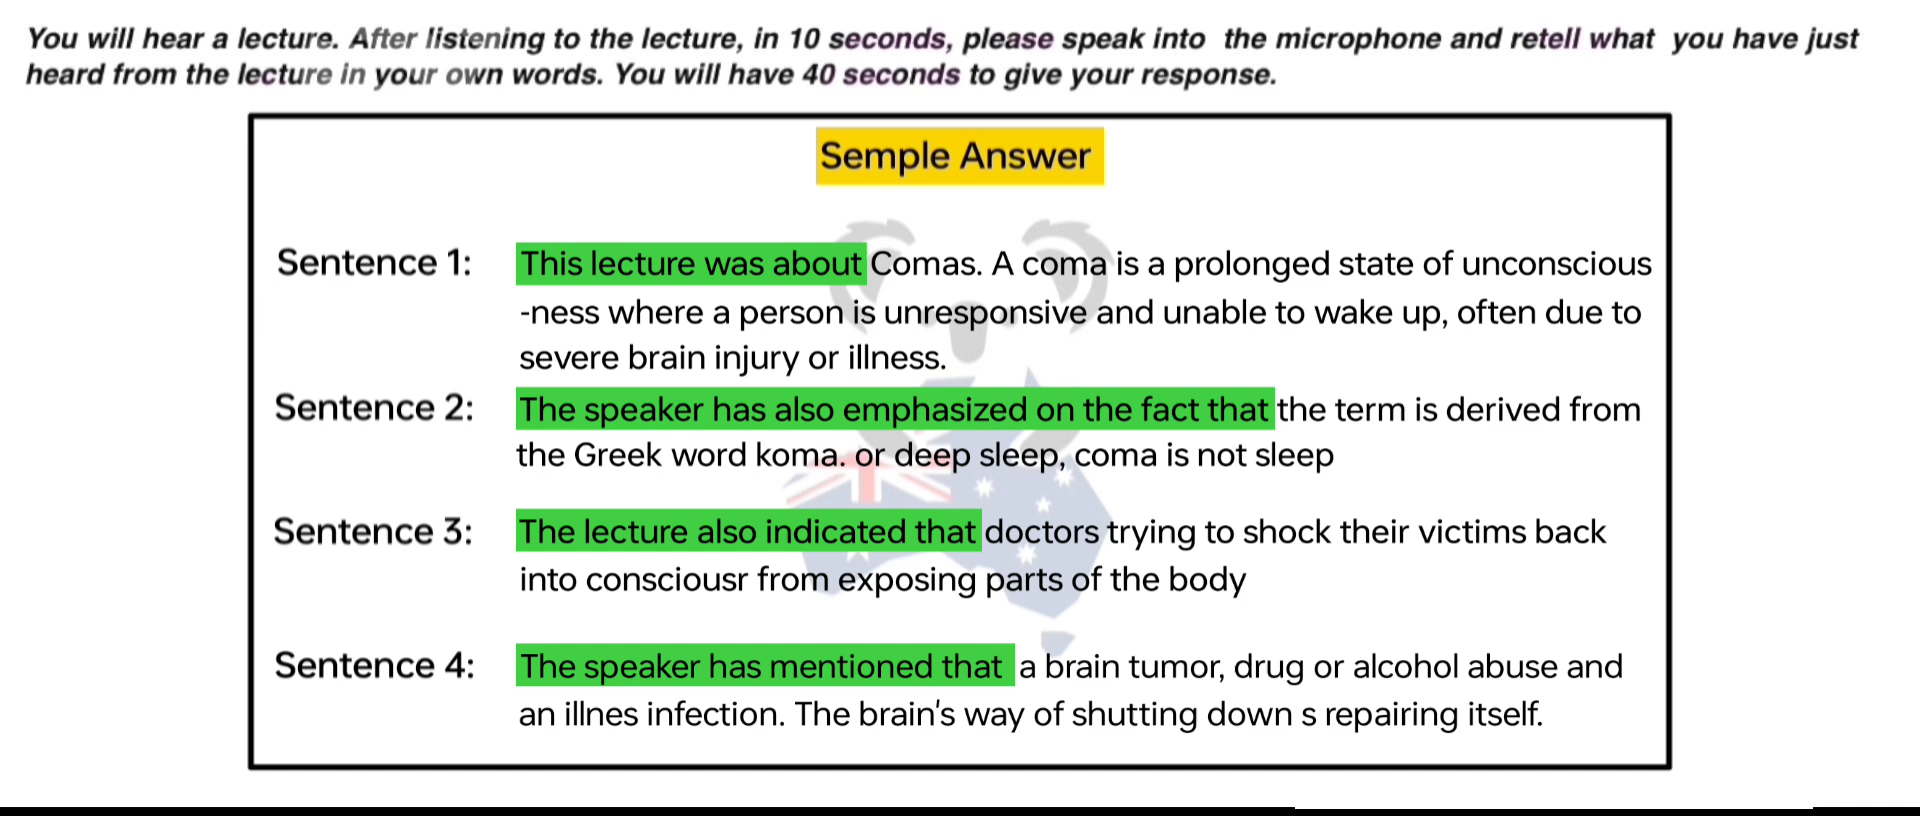 You will hear a lecture. After listening to the lecture, in 10 seconds, please speak into the microphone and retell what you have just
heard from the lecture in your own words. You will have 40 seconds to give your response.
Semple Answer
Sentence 1: This lecture was about Comas. A coma is a prolonged state of unconscious
-ness where a person is unresponsive and unable to wake up, often due to
severe brain injury or illness.
Sentence 2: The speaker has also emphasized on the fact that the term is derived from
the Greek word koma. or deep sleep, coma is not sleep
Sentence 3: The lecture also indicated that doctors trying to shock their victims back
into consciousr from exposing parts of the body
Sentence 4: The speaker has mentioned that a brain tumor, drug or alcohol abuse and
an illnes infection. The brain's way of shutting down s repairing itself.